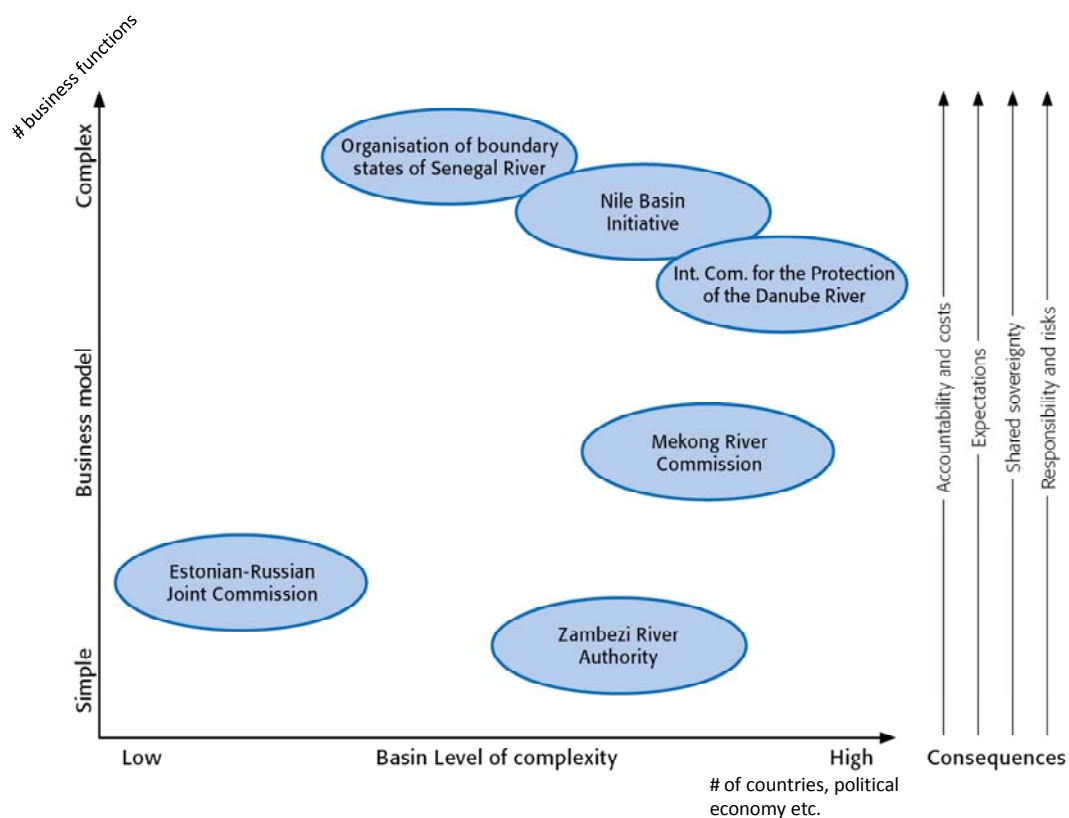 # business functions
Complex
Business model
Simple
Organisation of boundary
states of Senegal River
Nile Basin
Initiative
Int. Com. for the Protection
of the Danube River
Mekong River
Commission
Estonian-Russian
Joint Commission
Zambezi River
Authority
Accountability and costs
Expectations
Shared sovereignty
Responsibility and risks
Low
Basin Level of complexity
High
Consequences
# of countries, political
economy etc.